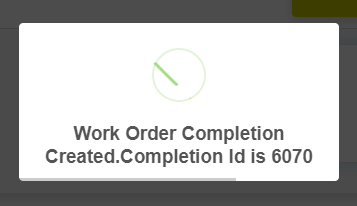 Work Order Completion
Created.Completion Id is 6070